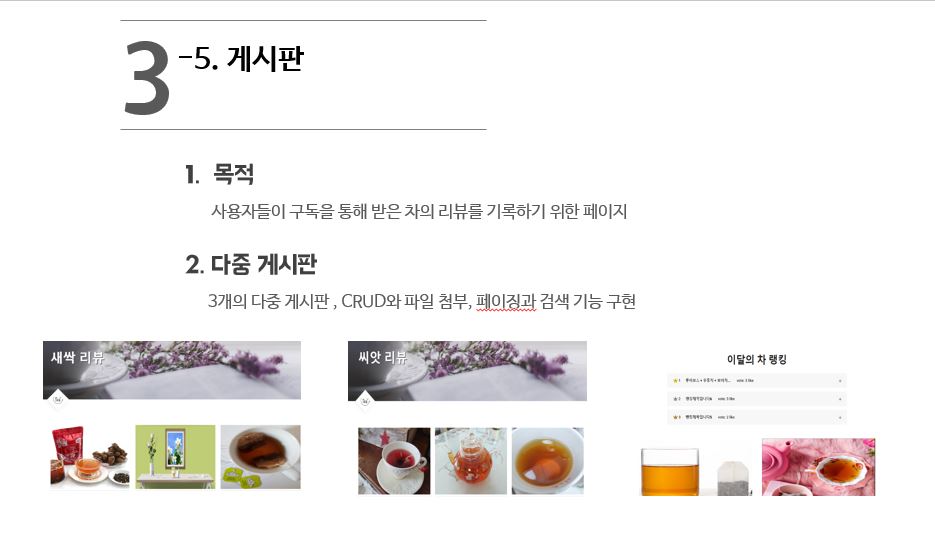 3-5. 게시판
1. 목적
사용자들이 구독을 통해 받은 차의 리뷰를 기록하기 위한 페이지
2. 다중 게시판
3개의 다중 게시판 , CRUD와 파일 첨부, 페이징과 검색 기능 구현
새싹 리뷰
씨앗 리뷰
이달의 차 랭킹
1
2
3